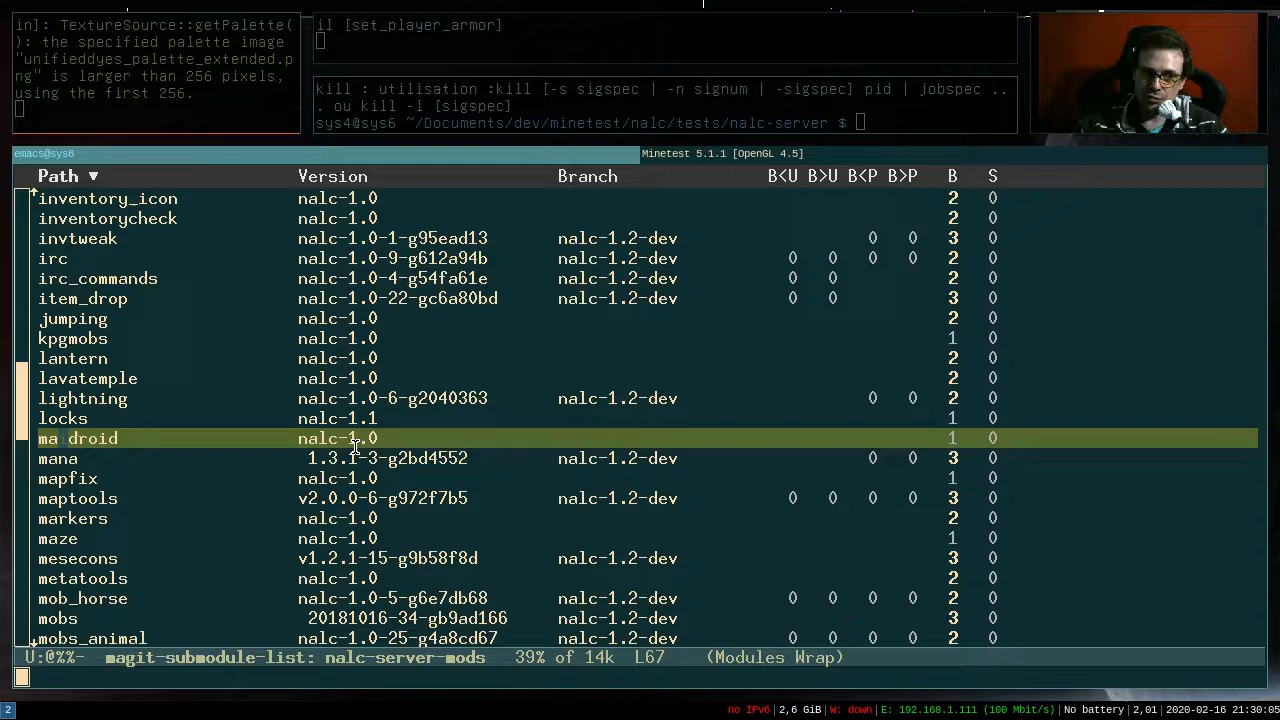 in]: TextureSource::getPalette(
): the specified palette image
"unifieddyes_palette_extended.p
ng" is larger than 256 pixels,
using the first 256.
il [set_player_armor]
kill : utilisation :kill [-s sigspec | -n signum | -sigspec] pid | jobspec ..
. ou kill -l [sigspec]
sys4@sys6 ~/Documents/dev/minetest/nalc/tests/nalc-server $
emacs@sys6 Minetest 5.1.1 [OpenGL 4.5]
Path ▼ Version Branch B<U B>U B<P B>P B S
inventory_icon nalc-1.0 2 0
inventorycheck nalc-1.0 2 0
invtweak nalc-1.0-1-g95ead13 nalc-1.2-dev 0 0 3 0
irc nalc-1.0-9-g612a94b nalc-1.2-dev 0 0 0 0 2 0
irc_commands nalc-1.0-4-g54fa61e nalc-1.2-dev 0 0 2 0
item_drop nalc-1.0-22-gc6a80bd nalc-1.2-dev 0 0 3 0
jumping nalc-1.0 2 0
kpgmobs nalc-1.0 1 0
lantern nalc-1.0 2 0
lavatemple nalc-1.0 2 0
lightning nalc-1.0-6-g2040363 nalc-1.2-dev 0 0 2 0
locks nalc-1.1 1 0
maidroid nalc-1.0 1 0
mana 1.3.1-3-g2bd4552 nalc-1.2-dev 0 0 3 0
mapfix nalc-1.0 1 0
maptools v2.0.0-6-g972f7b5 nalc-1.2-dev 0 0 0 0 3 0
markers nalc-1.0 2 0
maze nalc-1.0 1 0
mesecons v1.2.1-15-g9b58f8d nalc-1.2-dev 3 0
metatools nalc-1.0 2 0
mob_horse nalc-1.0-5-g6e7db68 nalc-1.2-dev 0 0 0 0 2 0
mobs 20181016-34-gb9ad166 nalc-1.2-dev 3 0
mobs_animal nalc-1.0-25-g4a8cd67 nalc-1.2-dev 0 0 0 0 2 0
U:@%%- magit-submodule-list: nalc-server-mods 39% of 14k L67 (Modules Wrap)
2 no IPv6|2,6 GiB|W: down|E: 192.168.1.111 (100 Mbit/s)|No battery|2,01|2020-02-16 21:30:05